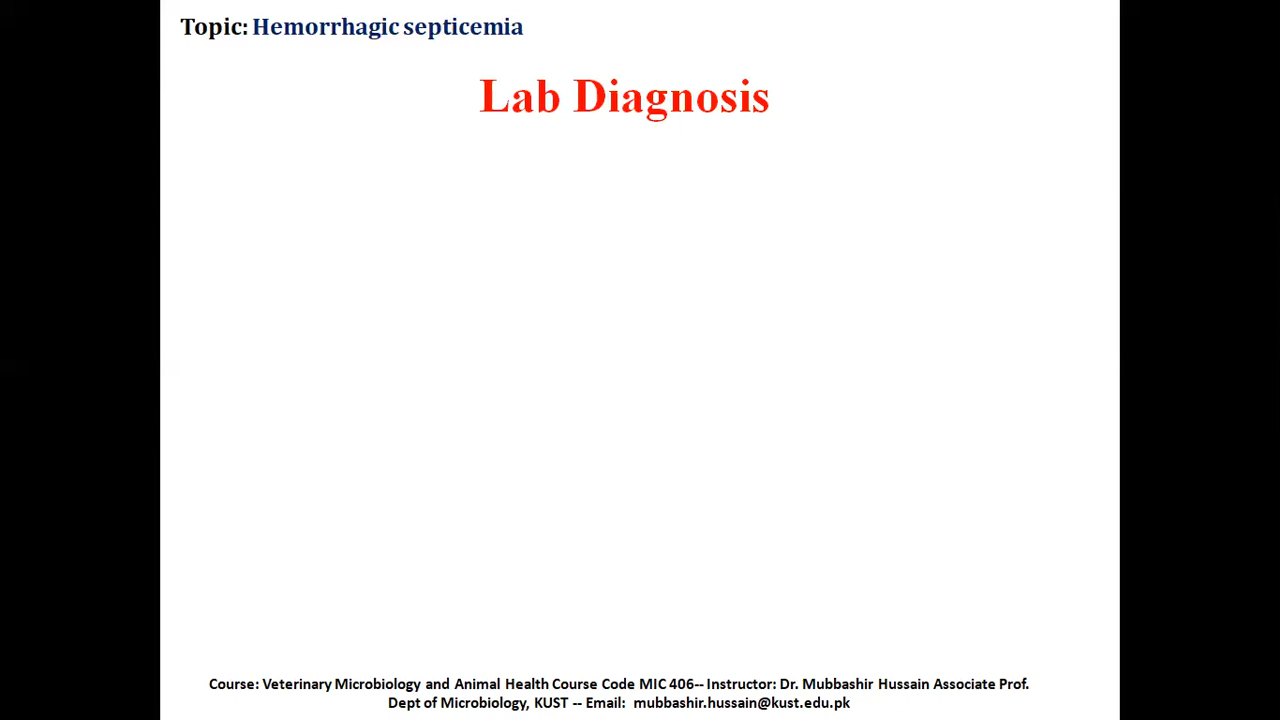 Topic: Hemorrhagic septicemia
Lab Diagnosis
Course: Veterinary Microbiology and Animal Health Course Code MIC 406-- Instructor: Dr. Mubbashir Hussain Associate Prof.
Dept of Microbiology, KUST -- Email: mubbashir.hussain@kust.edu.pk